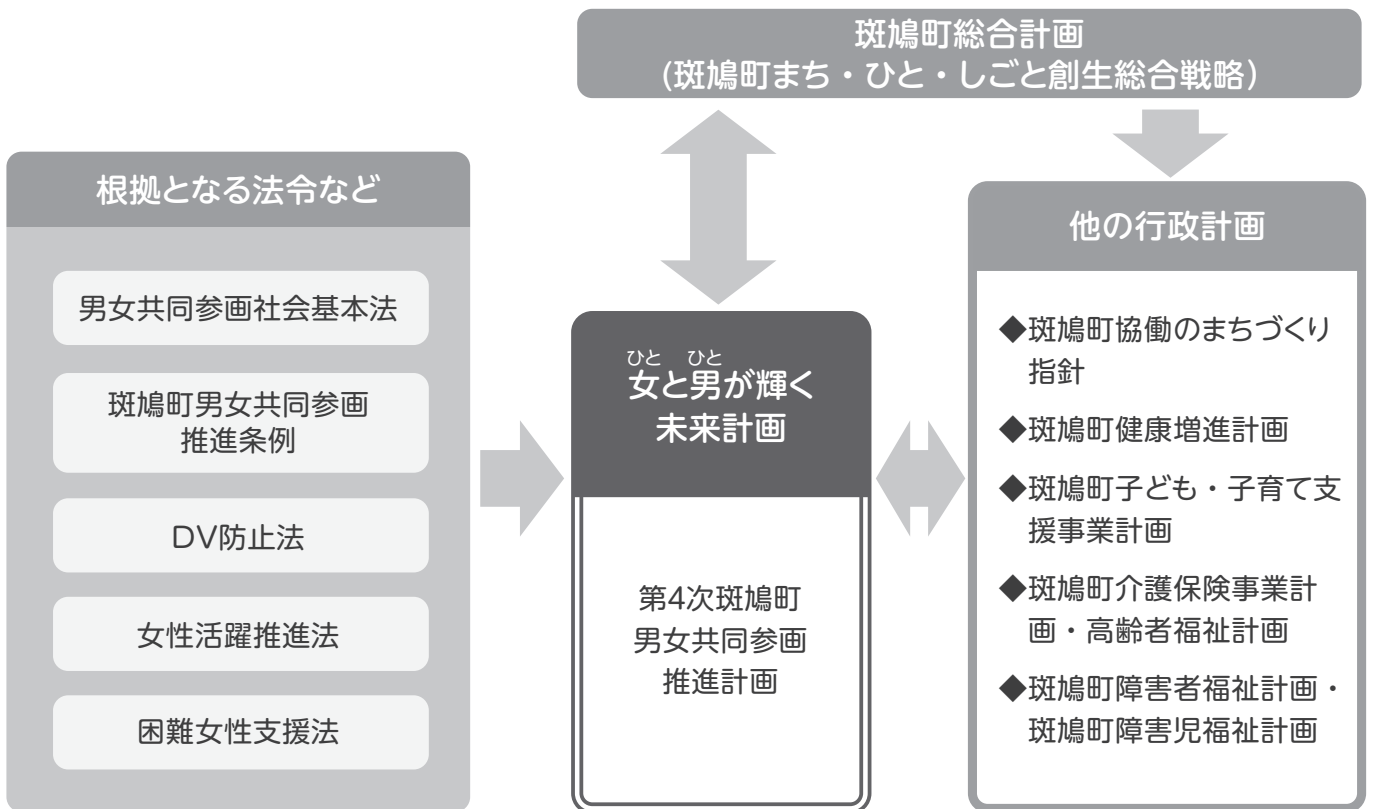 斑鳩町総合計画
(斑鳩町まち・ひと・しごと創生総合戦略)
根拠となる法令など
男女共同参画社会基本法
斑鳩町男女共同参画
推進条例
DV防止法
女性活躍推進法
困難女性支援法
ひと ひと
女と男が輝く
未来計画
第4次斑鳩町
男女共同参画
推進計画
他の行政計画
◆斑鳩町協働のまちづくり
指針
◆斑鳩町健康増進計画
◆斑鳩町子ども・子育て支
援事業計画
◆斑鳩町介護保険事業計
画・高齢者福祉計画
◆斑鳩町障害者福祉計画・
斑鳩町障害児福祉計画